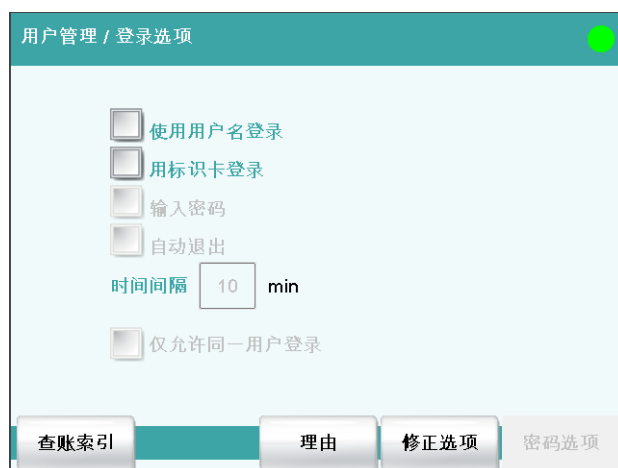 用户管理 / 登录选项
使用用户名登录
用标识卡登录
输入密码
自动退出
时间间隔 10 min
仅允许同一用户登录
查账索引 理由 修正选项 密码选项